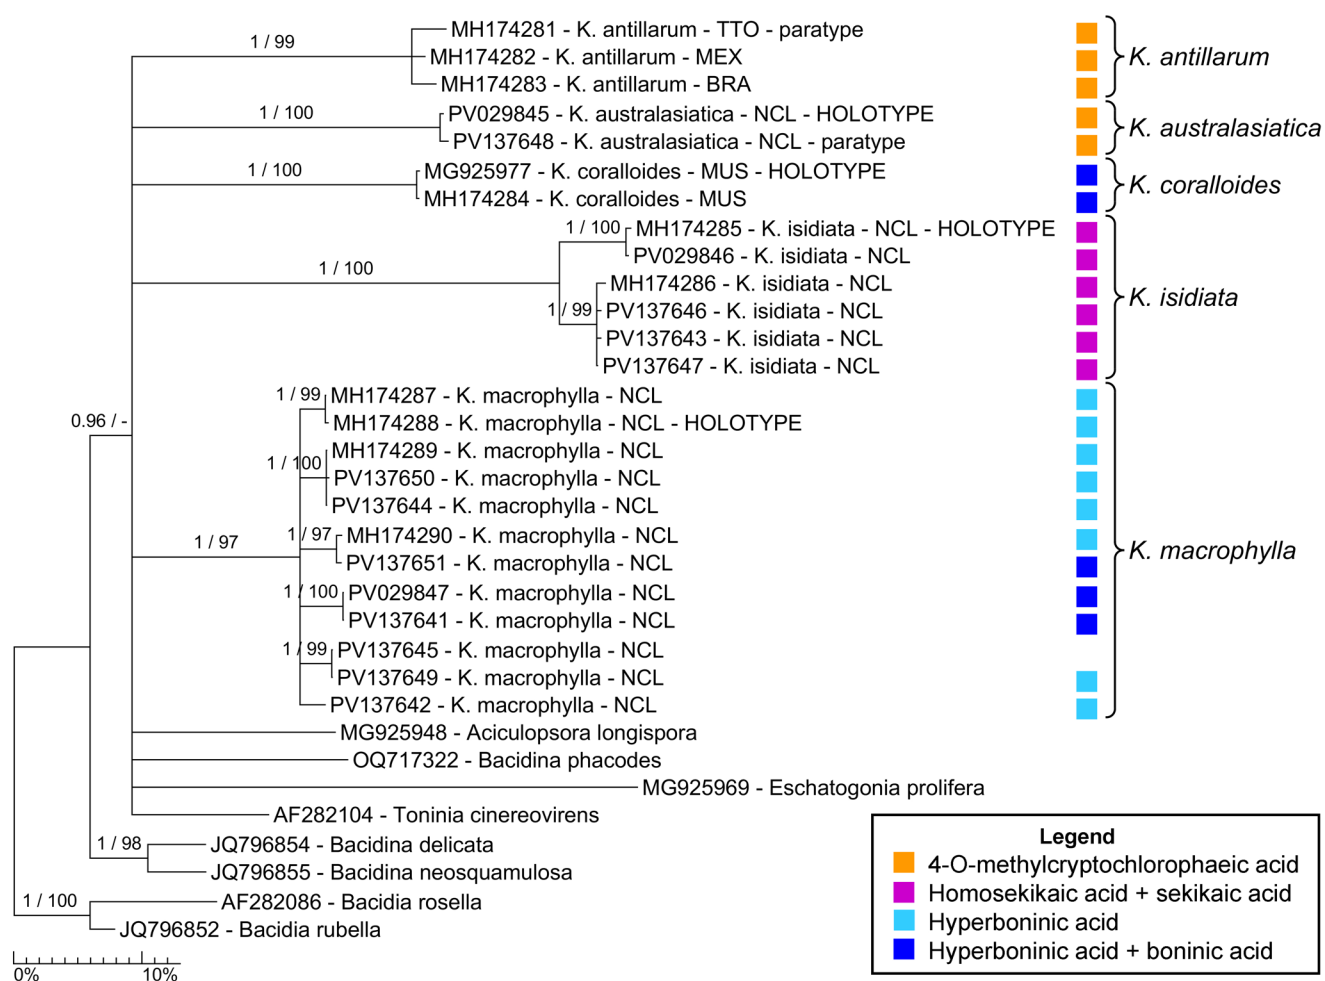 MH174281 - K. antillarum - TTO - paratype
1 / 99
MH174282 - K. antillarum - MEX
K. antillarum
MH174283 - K. antillarum - BRA
1 / 100
PV029845 - K. australasiatica - NCL - HOLOTYPE
K. australasiatica
PV137648 - K. australasiatica - NCL - paratype
1 / 100
MG925977 - K. coralloides - MUS - HOLOTYPE
K. coralloides
MH174284 - K. coralloides - MUS
1 / 100
MH174285 - K. isidiata - NCL - HOLOTYPE
PV029846 - K. isidiata - NCL
1 / 100
MH174286 - K. isidiata - NCL
K. isidiata
1 / 99
PV137646 - K. isidiata - NCL
PV137643 - K. isidiata - NCL
PV137647 - K. isidiata - NCL
1 / 99
MH174287 - K. macrophylla - NCL
0.96 / -
MH174288 - K. macrophylla - NCL - HOLOTYPE
MH174289 - K. macrophylla - NCL
1 / 100
PV137650 - K. macrophylla - NCL
PV137644 - K. macrophylla - NCL
1 / 97
1 / 97
MH174290 - K. macrophylla - NCL
K. macrophylla
PV137651 - K. macrophylla - NCL
1 / 100
PV029847 - K. macrophylla - NCL
PV137641 - K. macrophylla - NCL
1 / 99
PV137645 - K. macrophylla - NCL
PV137649 - K. macrophylla - NCL
PV137642 - K. macrophylla - NCL
MG925948 - Aciculopsora longispora
OQ717322 - Bacidina phacodes
MG925969 - Eschatogonia prolifera
AF282104 - Toninia cinereovirens
1 / 98
JQ796854 - Bacidina delicata
JQ796855 - Bacidina neosquamulosa
1 / 100
AF282086 - Bacidia rosella
JQ796852 - Bacidia rubella
0%
10%
Legend
4-O-methylcryptochlorophaeic acid
Homosekikaic acid + sekikaic acid
Hyperboninic acid
Hyperboninic acid + boninic acid